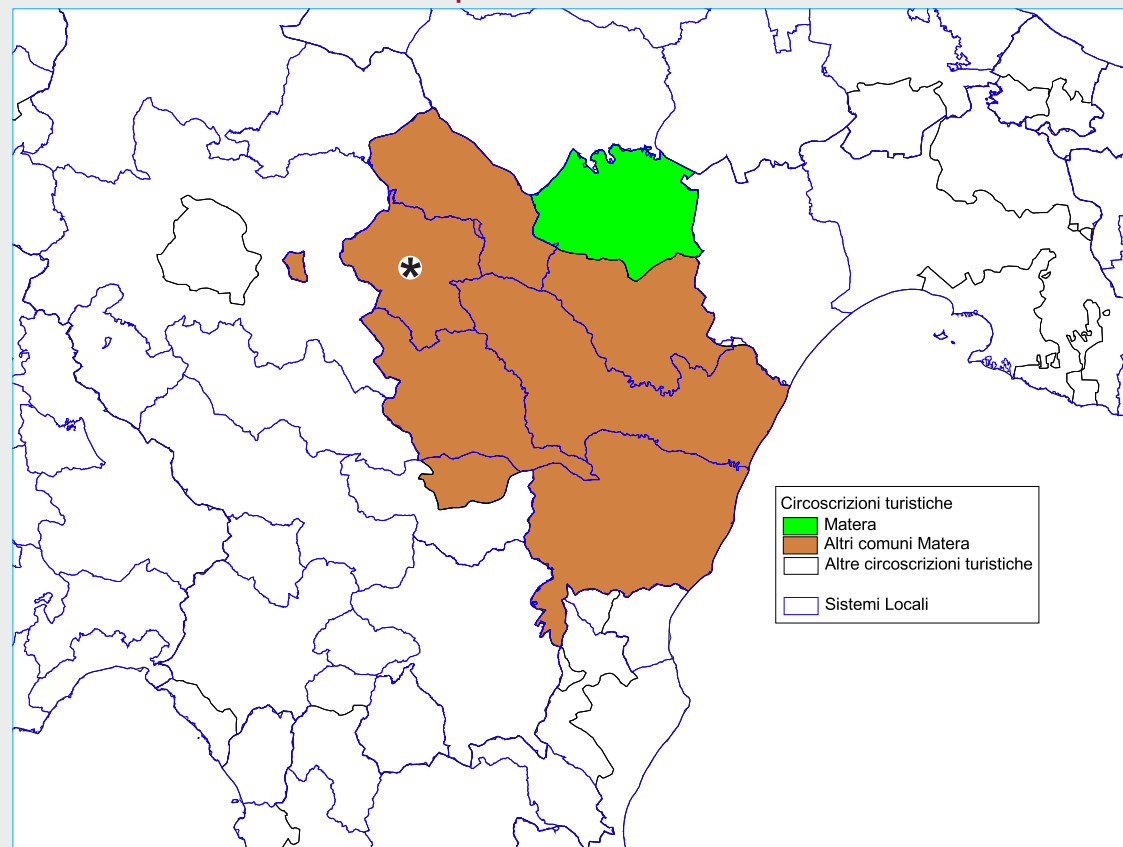 Circoscrizioni turistiche
Matera
Altri comuni Matera
Altre circoscrizioni turistiche
Sistemi Locali